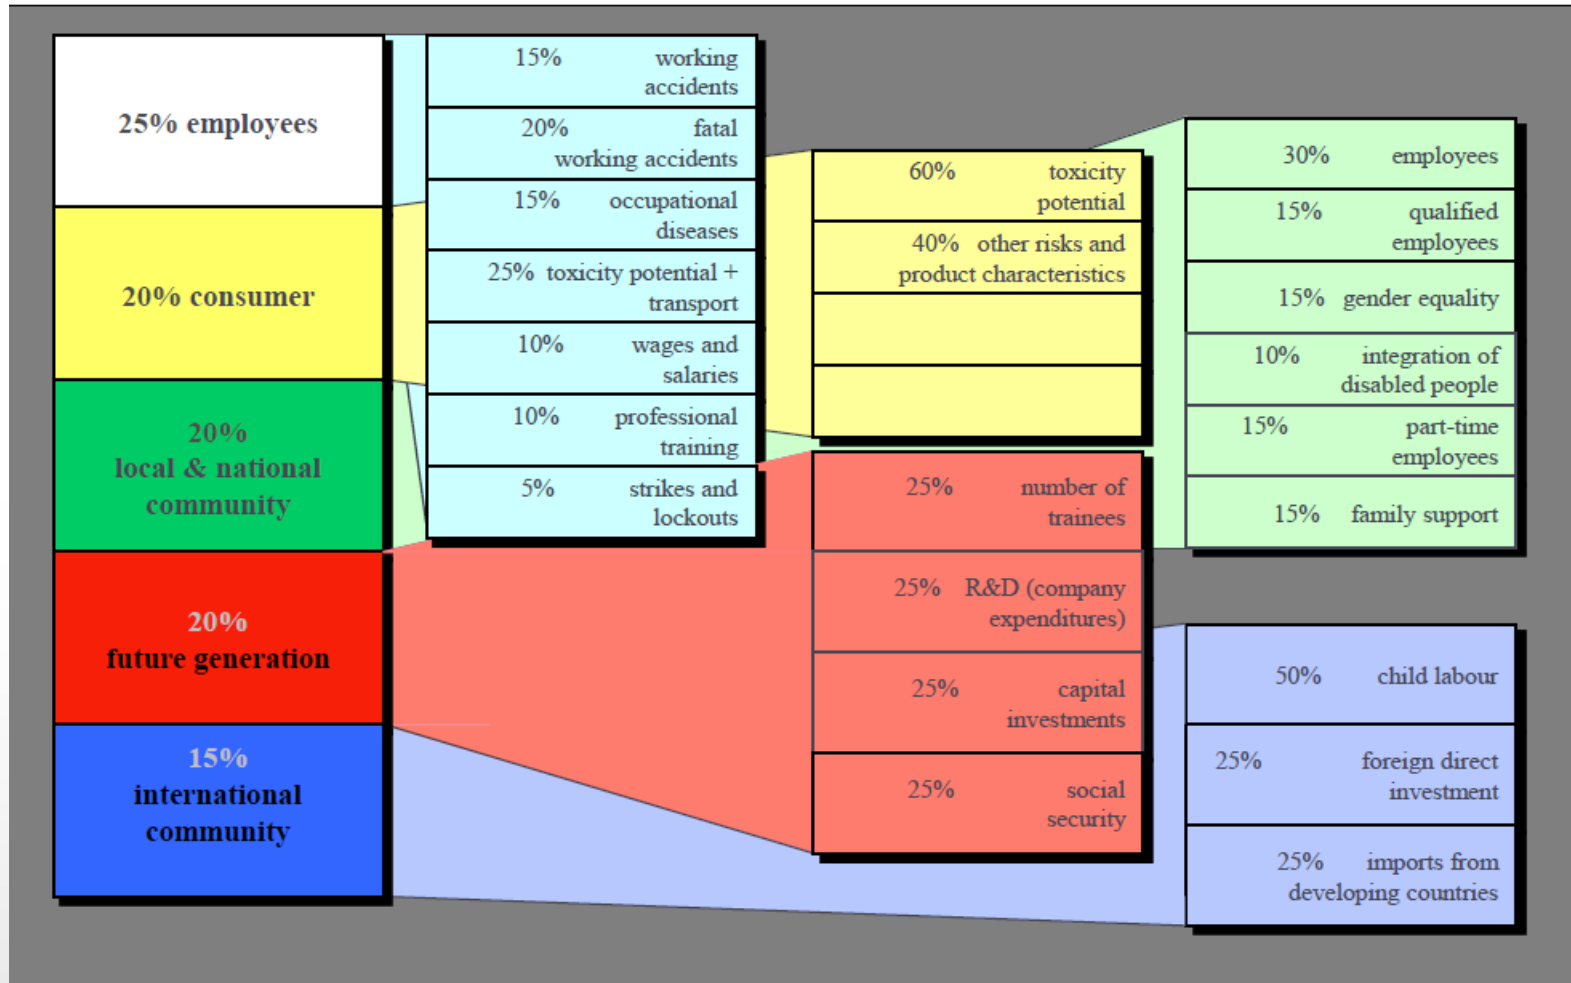 25% employees
20% consumer
20%
local & national
community
20%
future generation
15%
international
community
15% working
accidents
20% fatal
working accidents
15% occupational
diseases
25% toxicity potential +
transport
10% wages and
salaries
10% professional
training
5% strikes and
lockouts
60% toxicity
potential
40% other risks and
product characteristics
25% number of
trainees
25% R&D (company
expenditures)
25% capital
investments
25% social
security
30% employees
15% qualified
employees
15% gender equality
10% integration of
disabled people
15% part-time
employees
15% family support
50% child labour
25% foreign direct
investment
25% imports from
developing countries